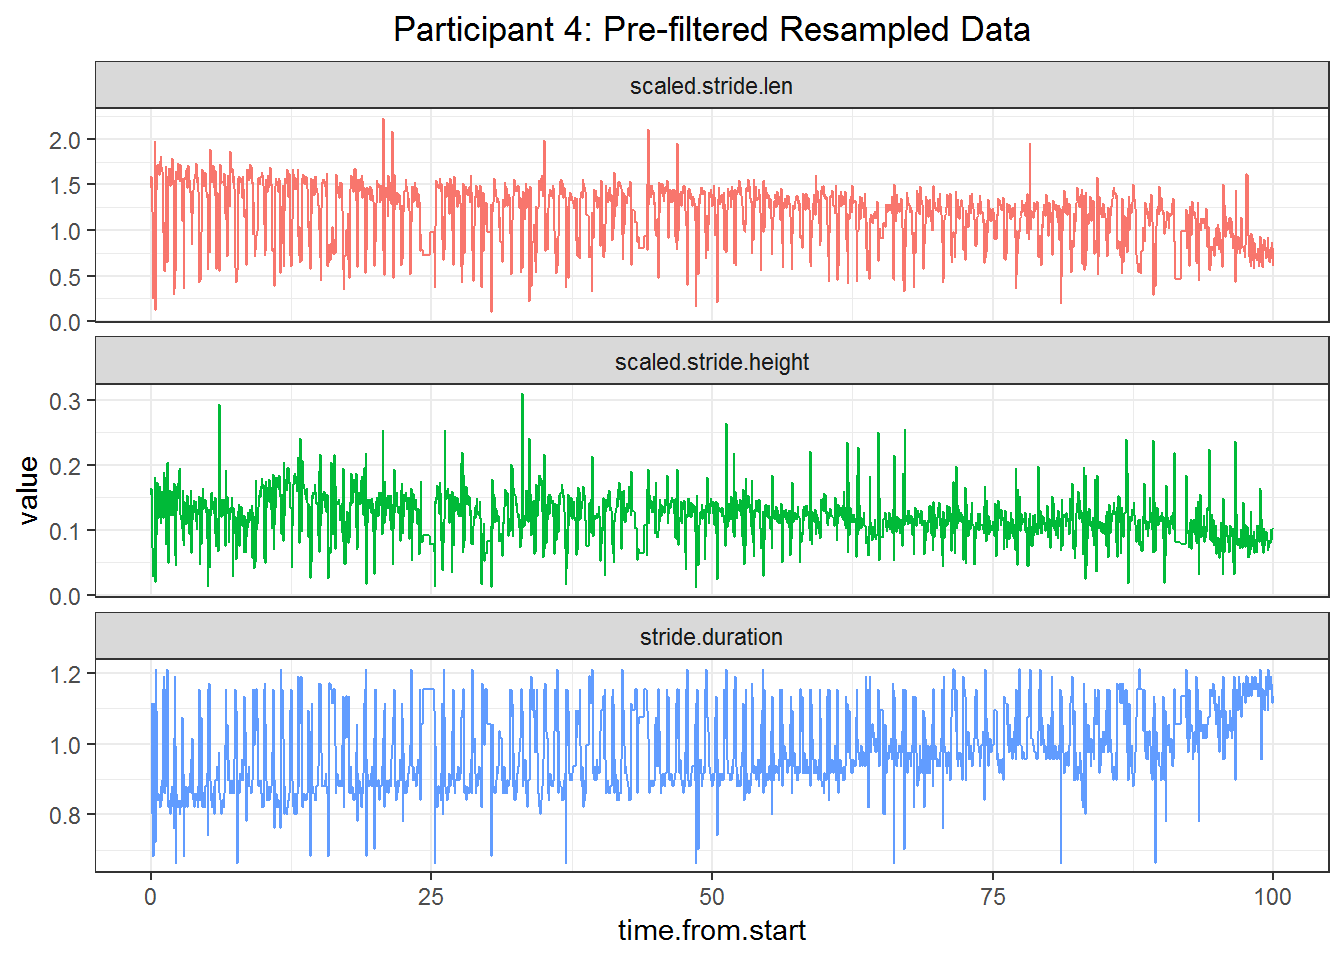 Participant 4: Pre-filtered Resampled Data
scaled.stride.len
2.0
1.5
1.0
0.5
0.0
scaled.stride.height
0.3
0.2
0.1
0.0
value
stride.duration
1.2
1.0
0.8
0 25 50 75 100
time.from.start